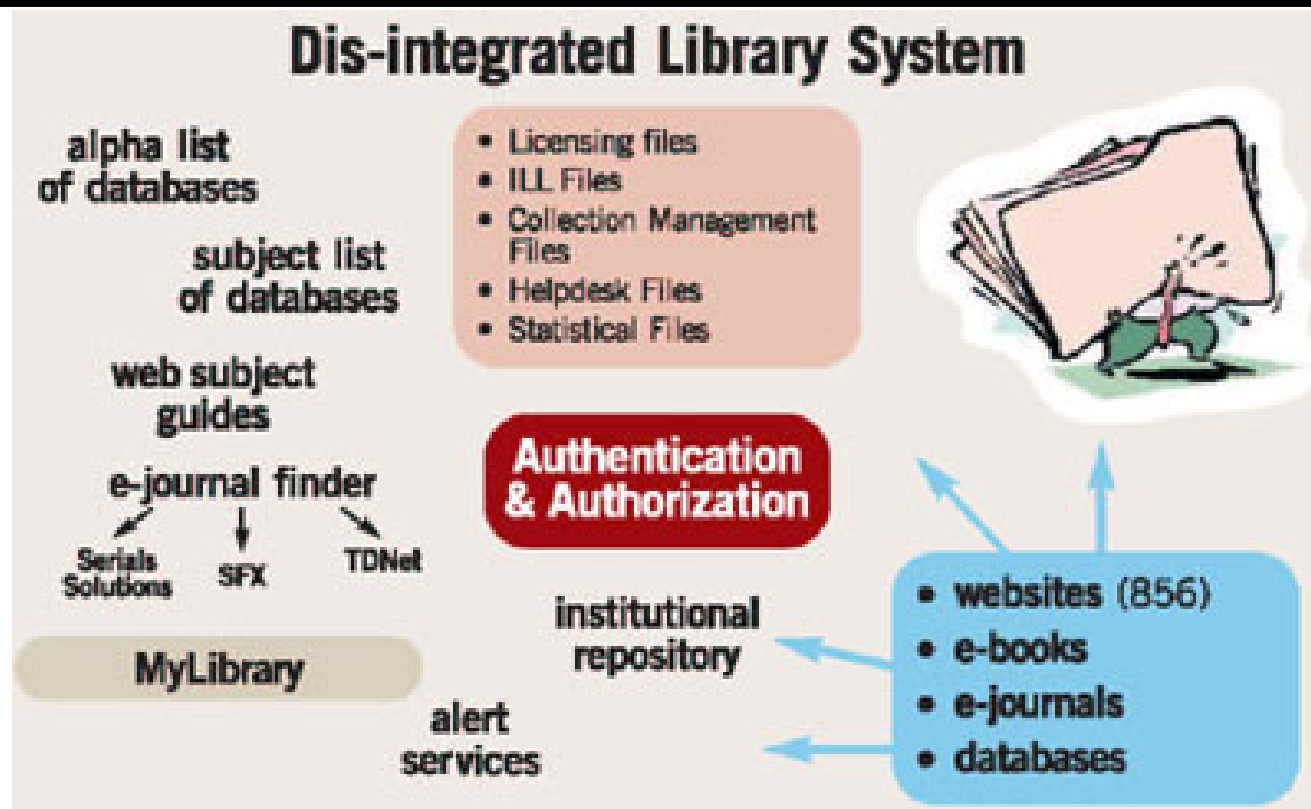 Dis-integrated Library System
alpha list
of databases
subject list
of databases
web subject
guides
e-journal finder
Serials
Solutions
SFX
TDNet
MyLibrary
• Licensing files
• ILL Files
• Collection Management
Files
• Helpdesk Files
• Statistical Files
Authentication
& Authorization
institutional
repository
alert
services
• websites (856)
• e-books
• e-journals
• databases